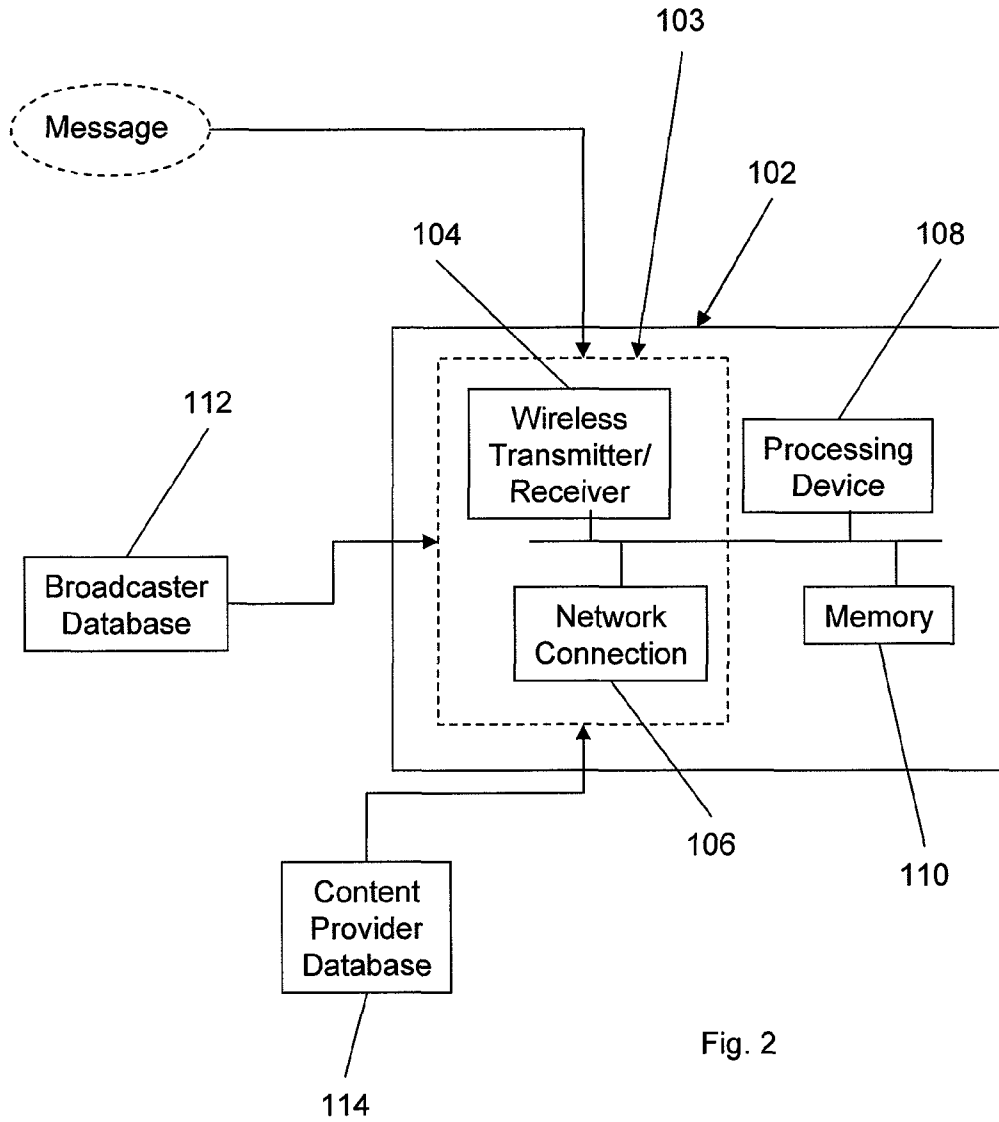 103
Message
102
104
108
112
Wireless
Transmitter/
Receiver
Processing
Device
Broadcaster
Database
Network
Connection
Memory
106
110
Content
Provider
Database
Fig. 2
114